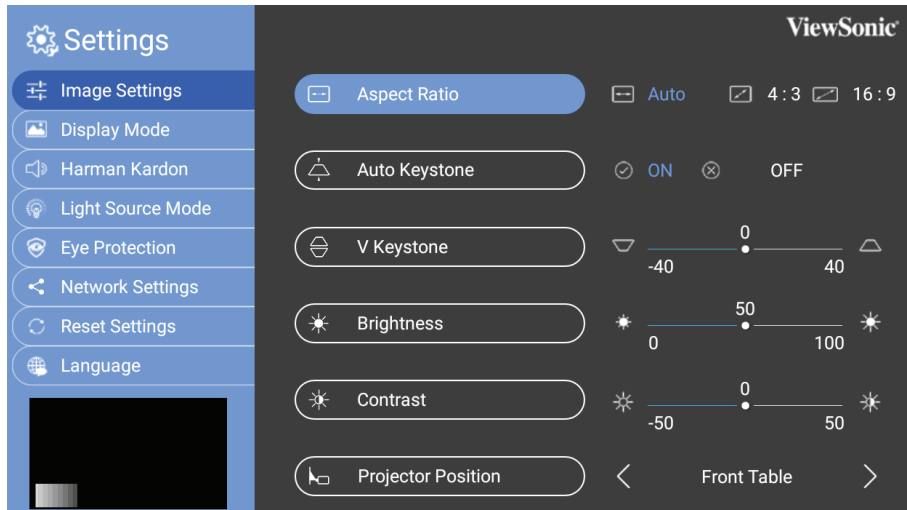 Settings
ViewSonic
Image Settings
Display Mode
Harman Kardon
Light Source Mode
Eye Protection
Network Settings
Reset Settings
Language
Aspect Ratio Auto 4:3 16:9
Auto Keystone ON OFF
V Keystone 0
-40 40
Brightness 50
0 100
Contrast 0
-50 50
Projector Position Front Table